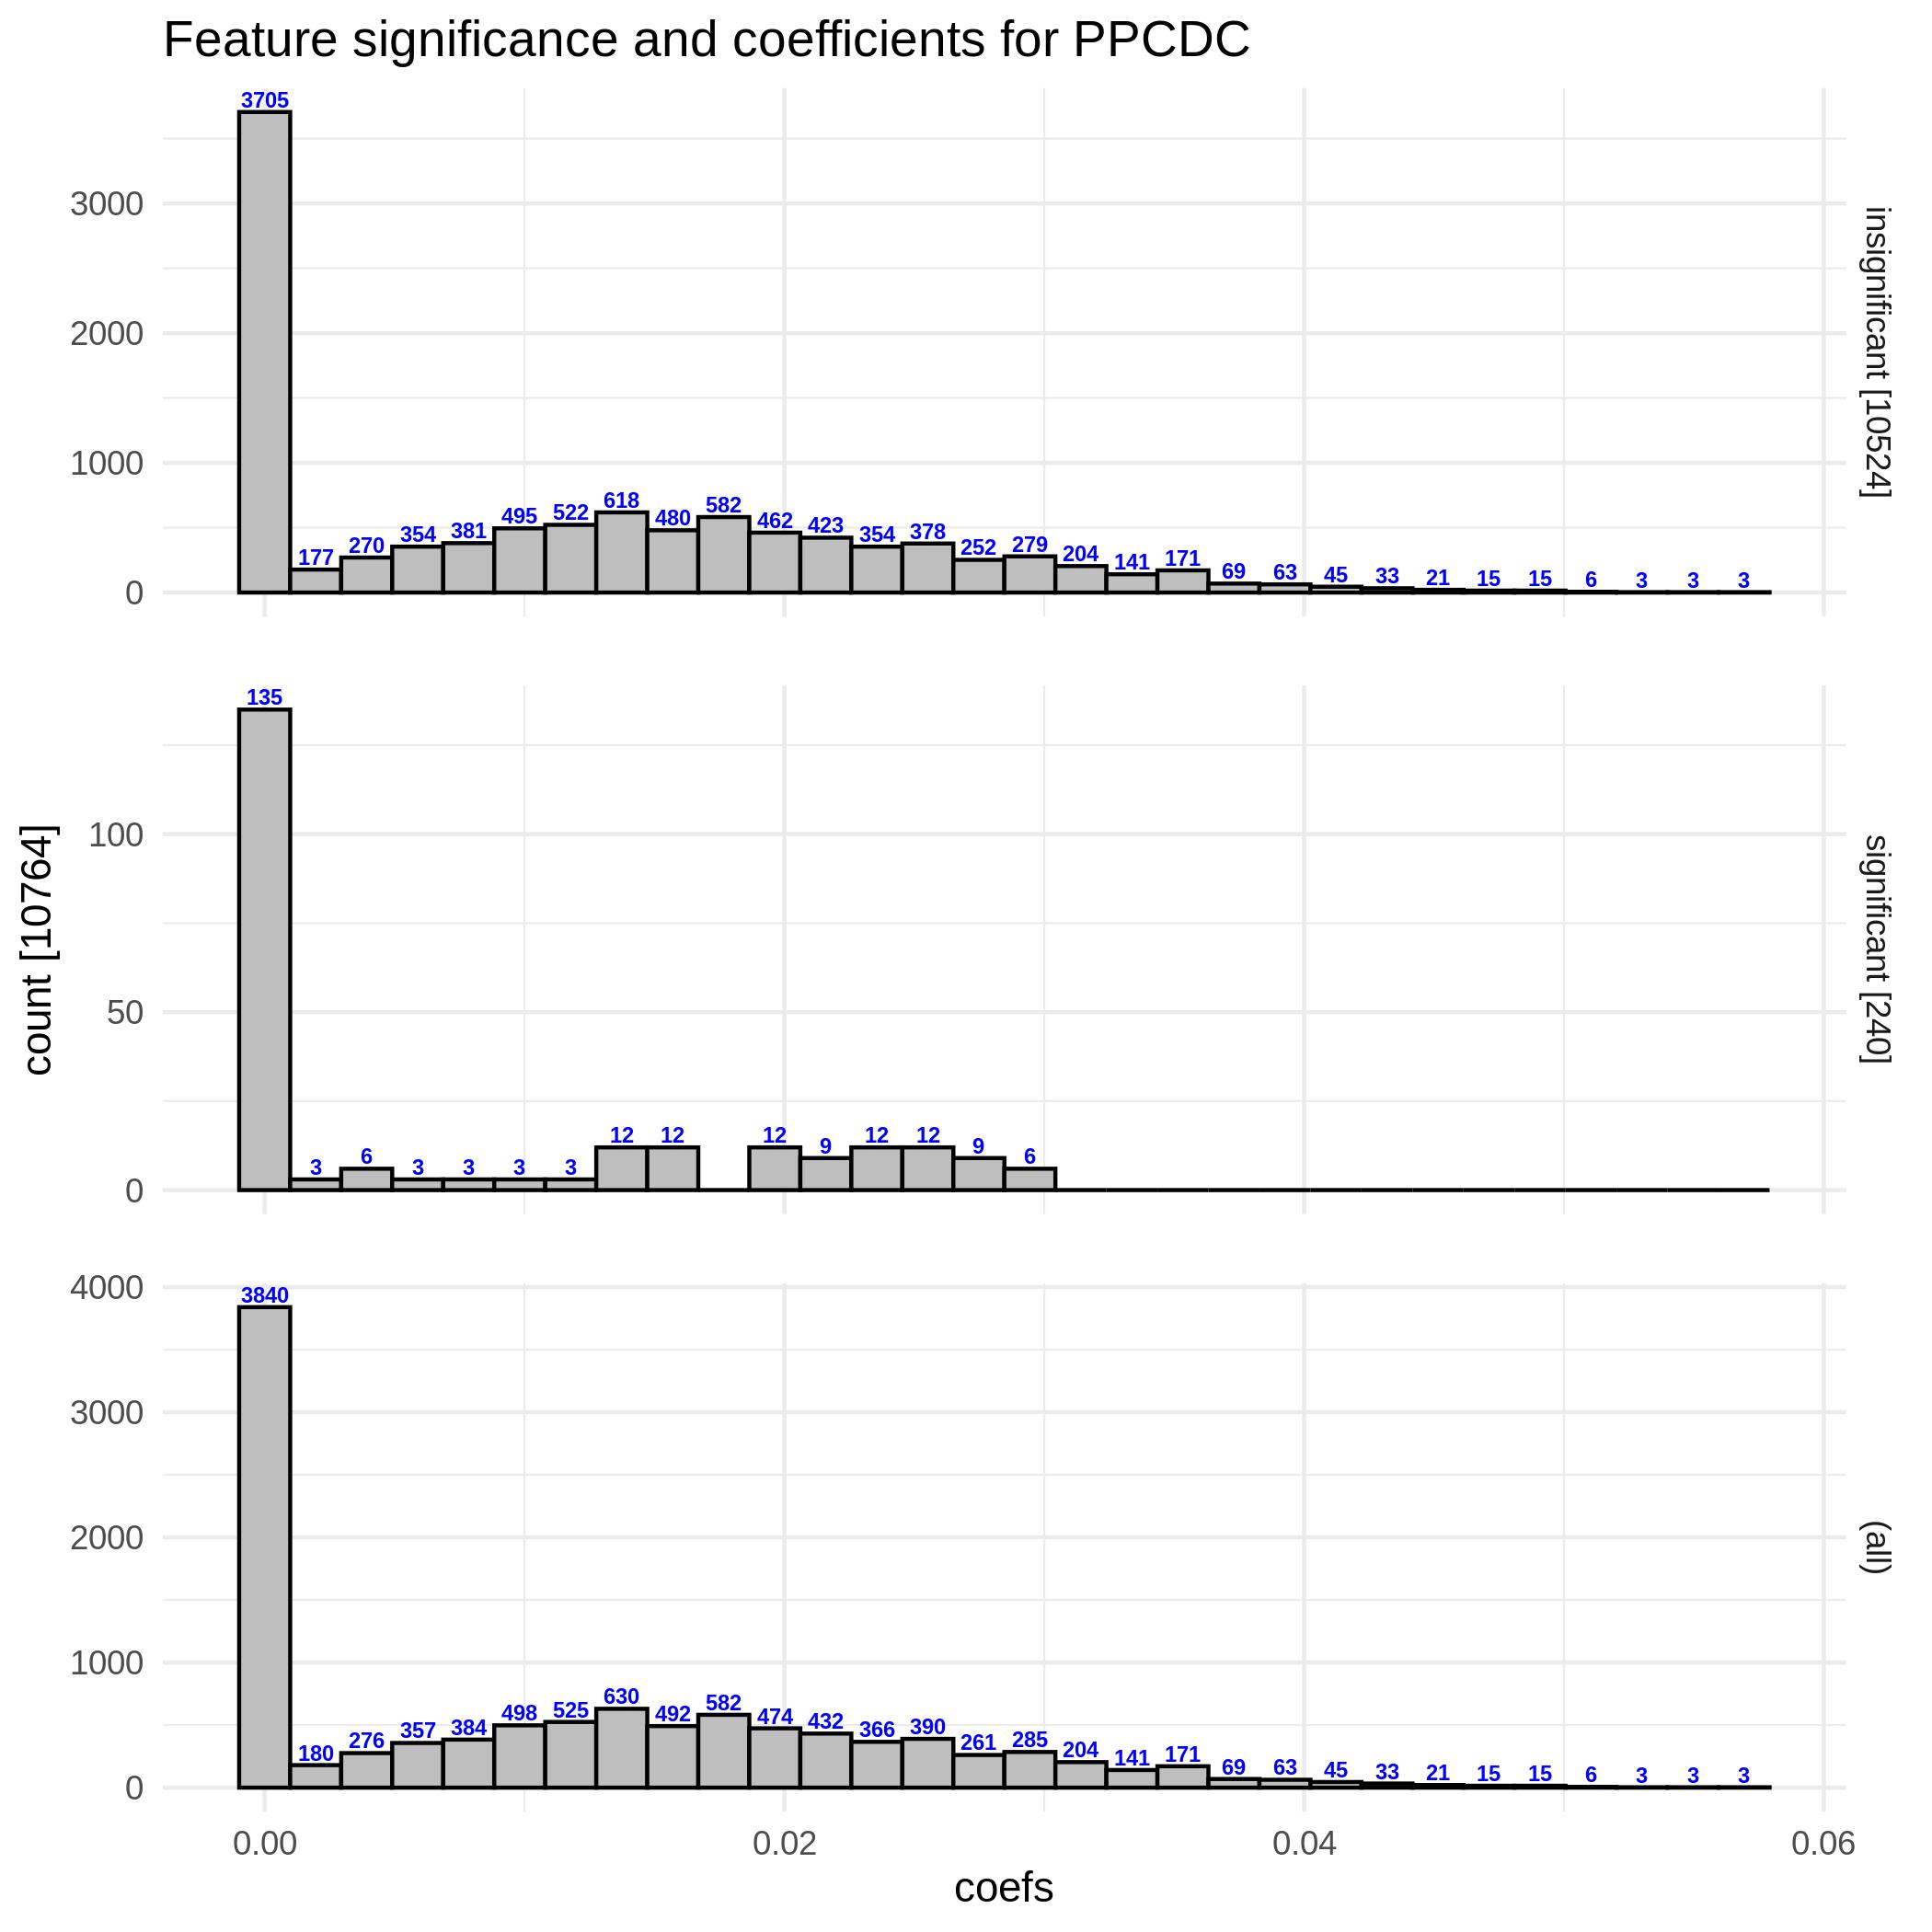 Feature significance and coefficients for PPCDC
count [10764]
3705
177 270 354 381 495 522 618 480 582 462 423 354 378 252 279 204 141 171 69 63 45 33 21 15 15 6 3 3 3
3000
2000
1000
0
insignificant [10524]
135
3 6 3 3 3 3 12 12 12 9 12 12 9 6
100
50
0
significant [240]
3840
180 276 357 384 498 525 630 492 582 474 432 366 390 261 285 204 141 171 69 63 45 33 21 15 15 6 3 3 3
4000
3000
2000
1000
0
(all)
0.00 0.02 0.04 0.06
coefs